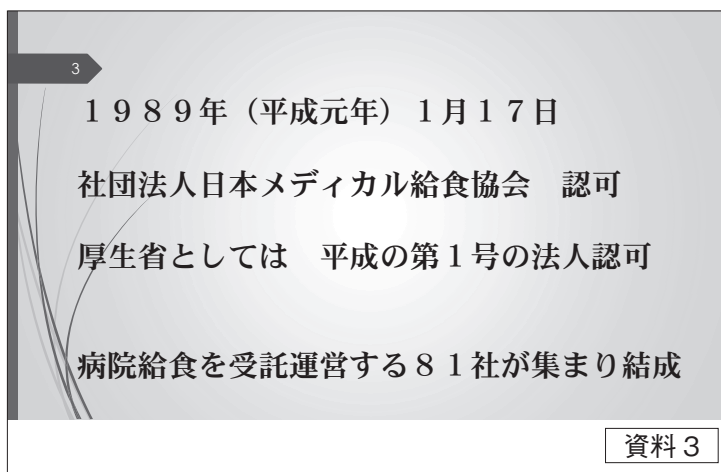 3
１９８９年（平成元年）１月１７日
社団法人日本メディカル給食協会　認可
厚生省としては　平成の第１号の法人認可
病院給食を受託運営する８１社が集まり結成
資料３